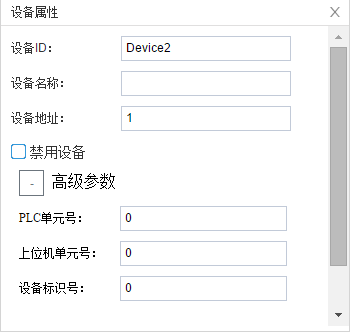 设备属性 X
设备ID： Device2
设备名称：
设备地址： 1
禁用设备
- 高级参数
PLC单元号： 0
上位机单元号： 0
设备标识号： 0